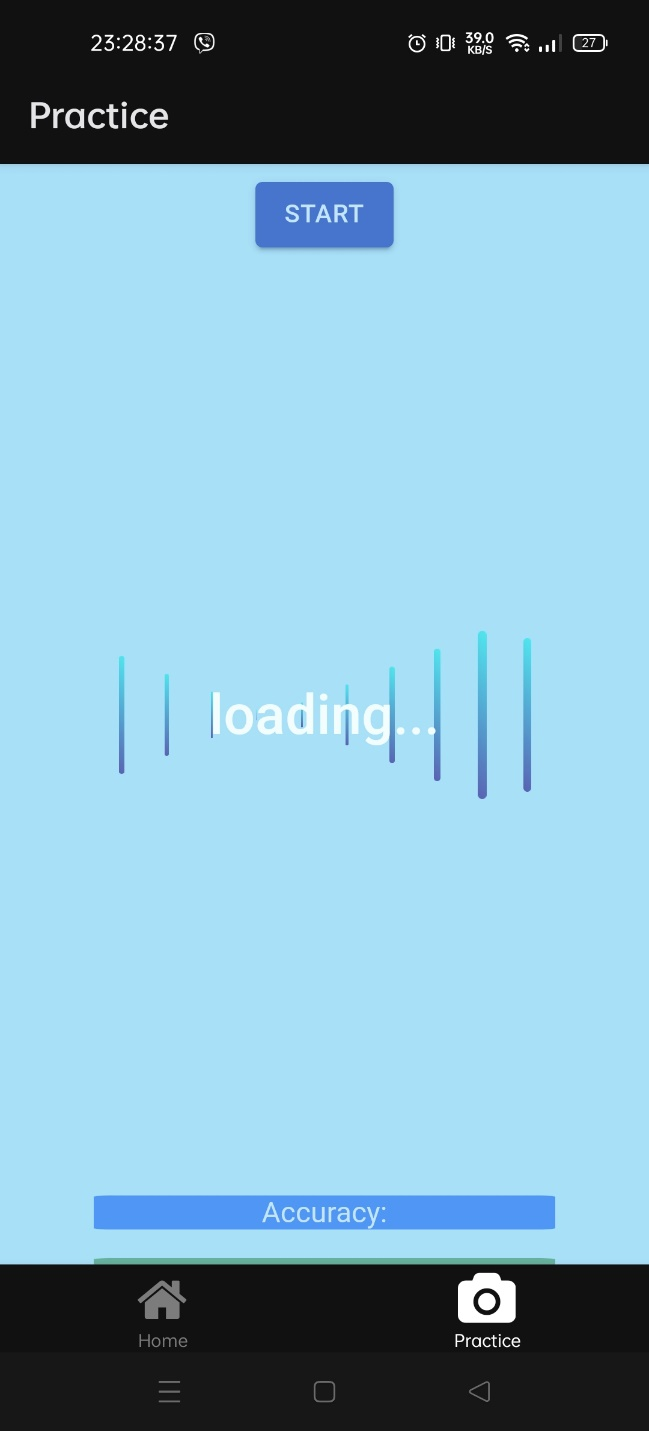 23:28:37
39.0
KB/S
27
Practice
START
loading...
Accuracy:
Home
Practice